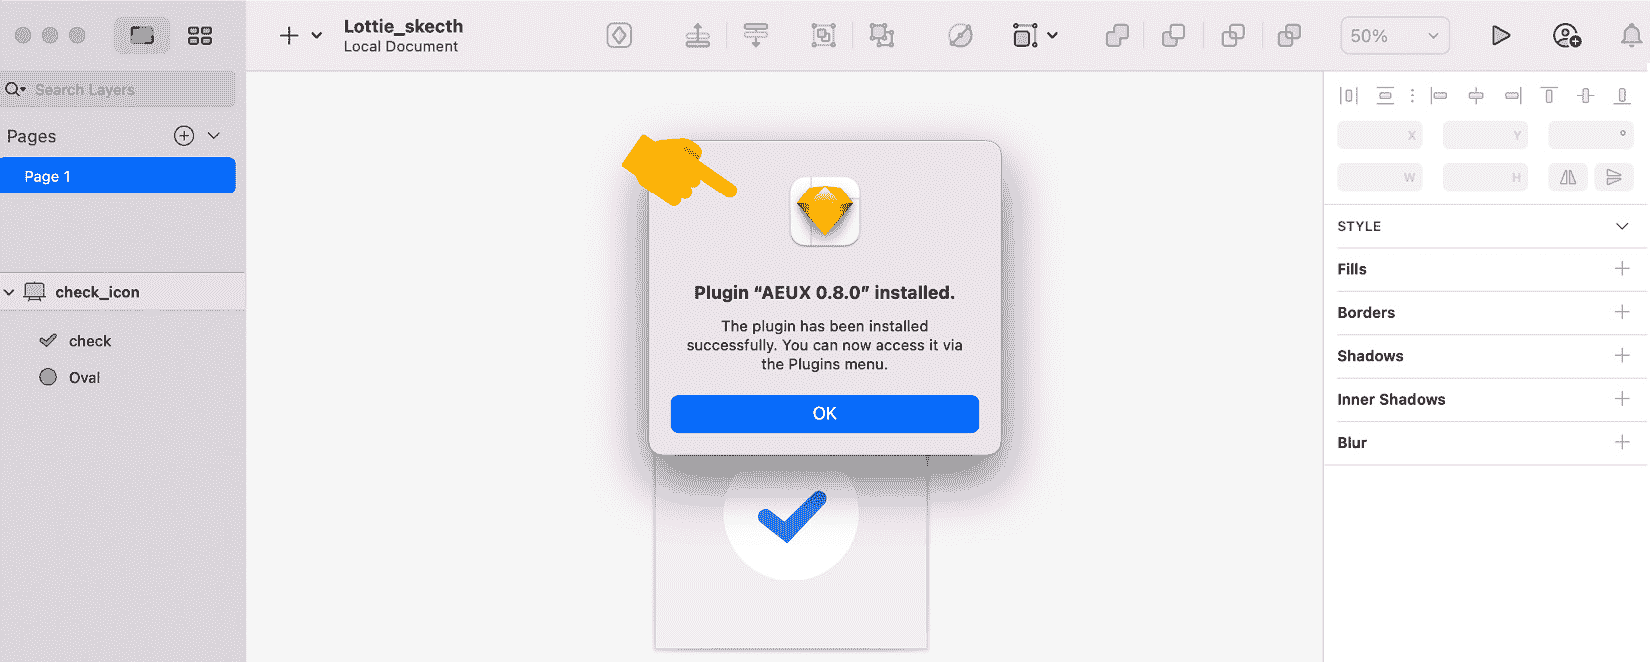 Lottie_skecth
Local Document
50%
Search Layers
Pages
Page 1
check_icon
check
Oval
Plugin “AEUX 0.8.0” installed.
The plugin has been installed
successfully. You can now access it via
the Plugins menu.
OK
X
Y
°
W
H
STYLE
Fills
Borders
Shadows
Inner Shadows
Blur